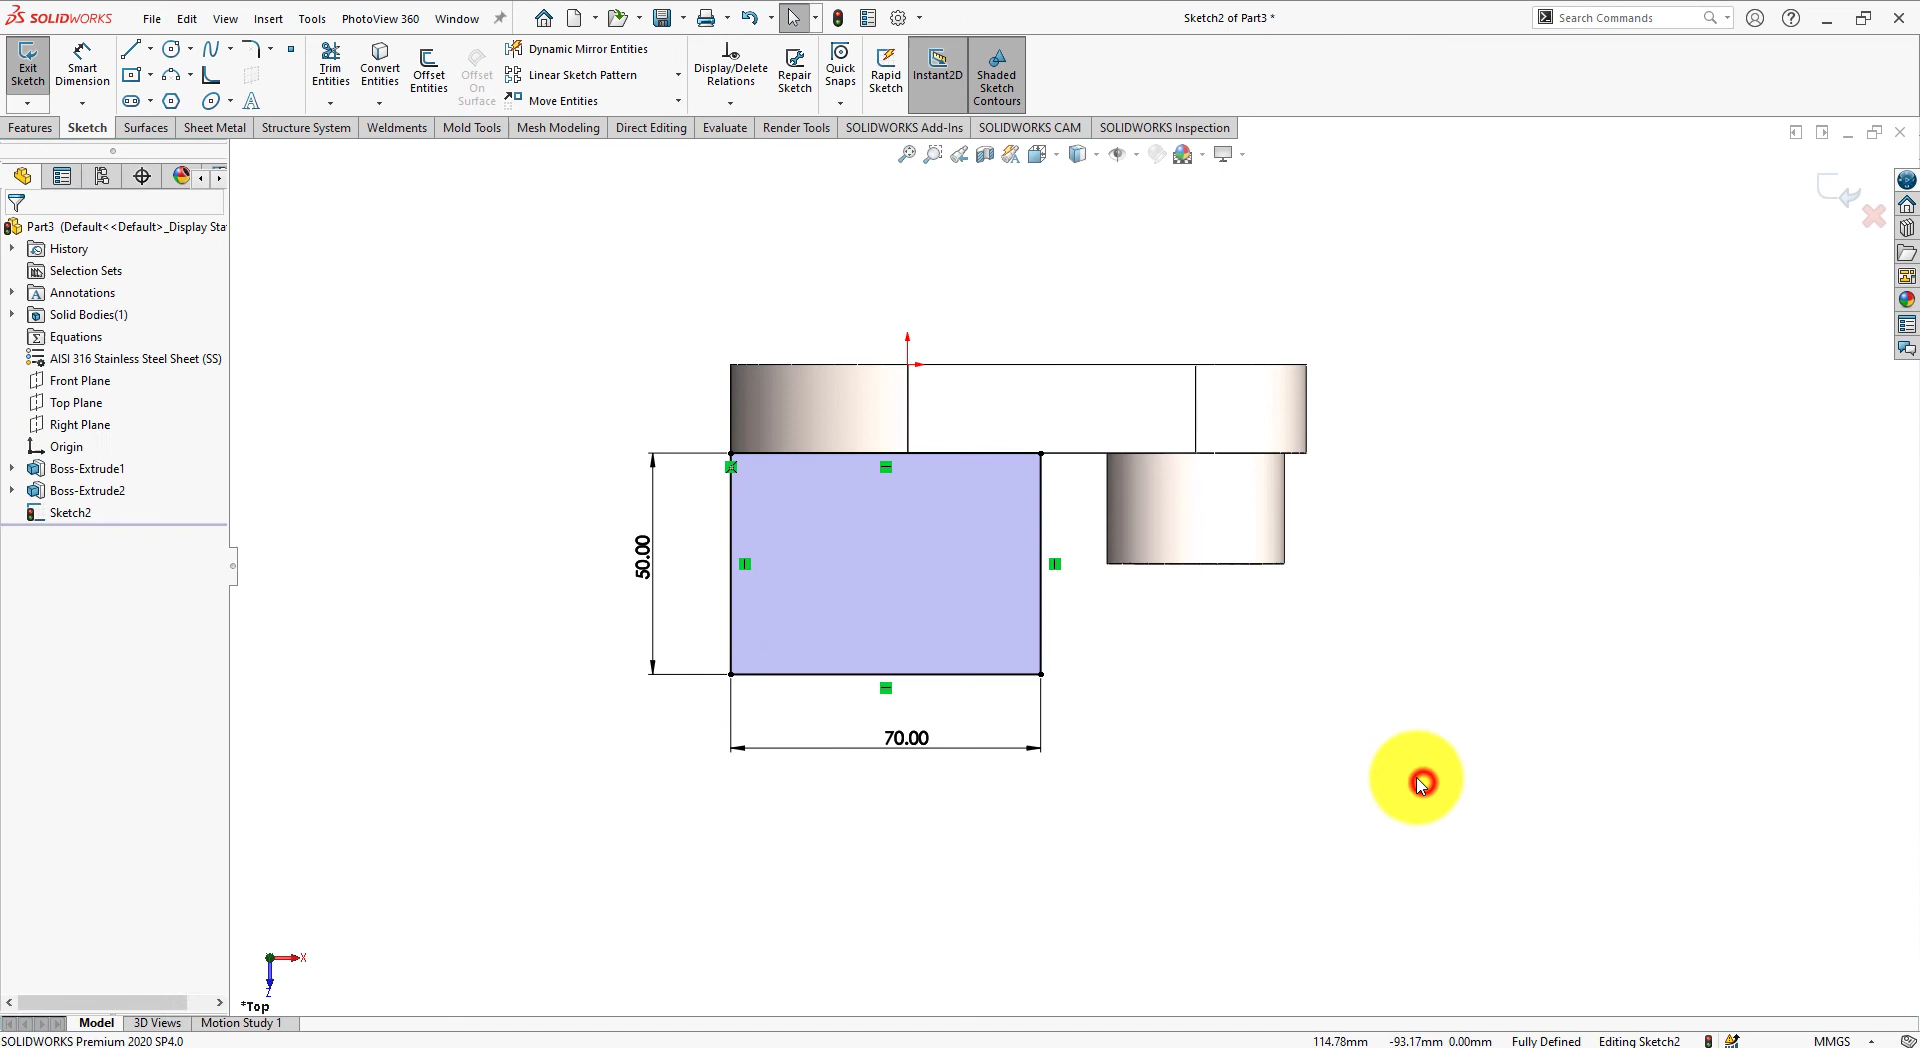 SOLIDWORKS File Edit View Insert Tools PhotoView 360 Window Sketch2 of Part3 * Search Commands
Exit Sketch
Smart Dimension
Trim Entities
Convert Entities
Offset Entities
Offset On Surface
Dynamic Mirror Entities
Linear Sketch Pattern
Move Entities
Display/Delete Relations
Repair Sketch
Quick Snaps
Rapid Sketch
Instant2D
Shaded Sketch Contours
Features Sketch Surfaces Sheet Metal Structure System Weldments Mold Tools Mesh Modeling Direct Editing Evaluate Render Tools SOLIDWORKS Add-Ins SOLIDWORKS CAM SOLIDWORKS Inspection
Part3 (Default<<Default>_Display Sta
History
Selection Sets
Annotations
Solid Bodies(1)
Equations
AISI 316 Stainless Steel Sheet (SS)
Front Plane
Top Plane
Right Plane
Origin
Boss-Extrude1
Boss-Extrude2
Sketch2
50.00
70.00
X
Z
*Top
Model 3D Views Motion Study 1
SOLIDWORKS Premium 2020 SP4.0 114.78mm -93.17mm 0.00mm Fully Defined Editing Sketch2 MMGS